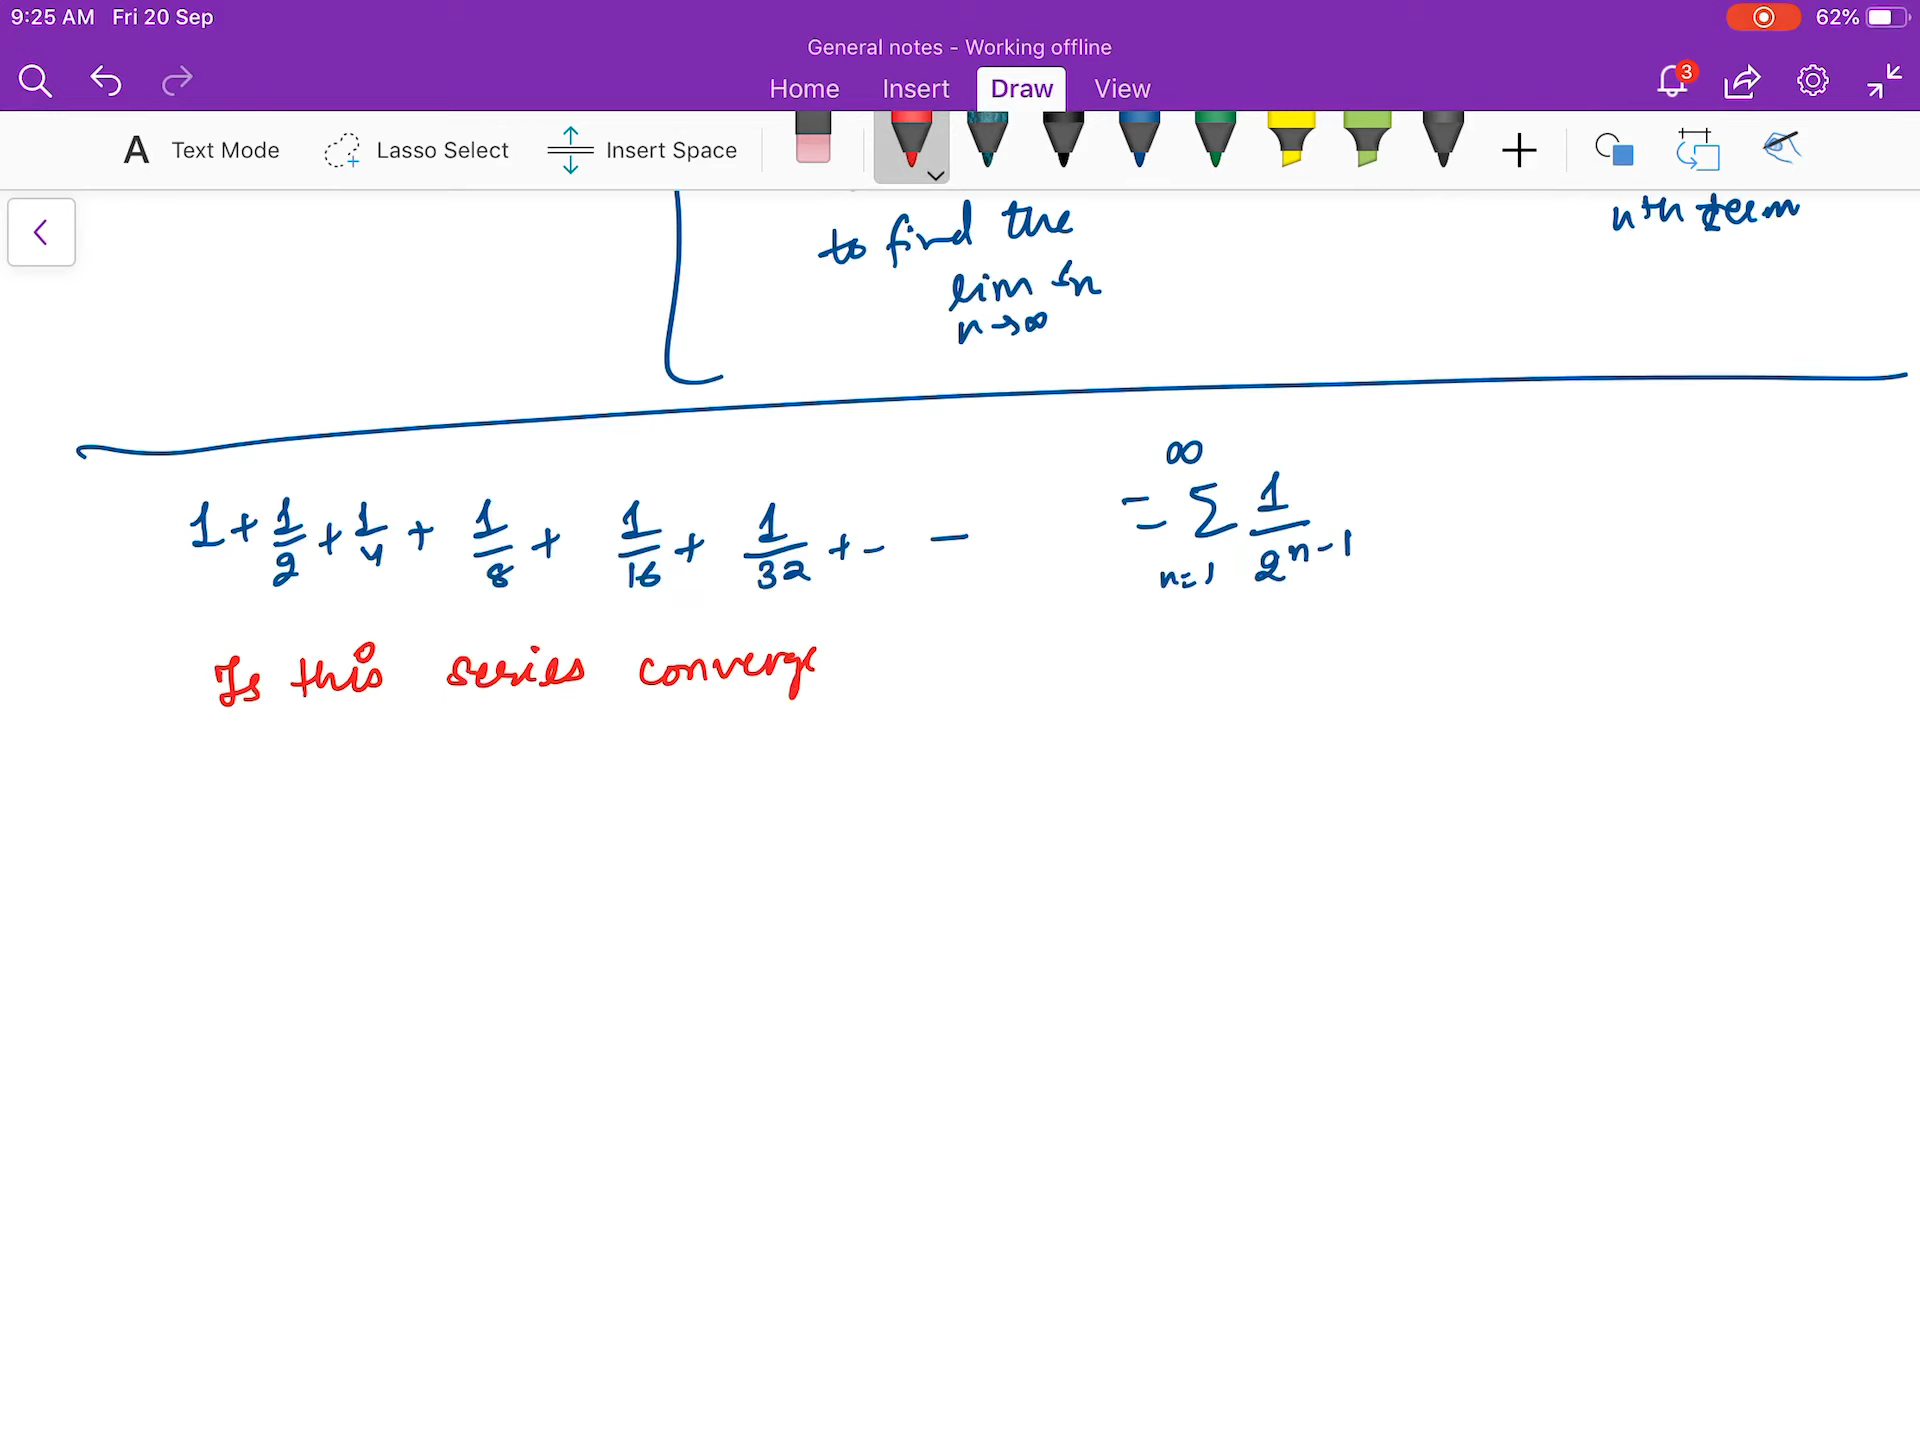 9:25 AM Fri 20 Sep
62%
General notes - Working offline
Home Insert Draw View
3
A Text Mode Lasso Select Insert Space
to find the
nth term
lim Sn
n→∞
1 + 1/2 + 1/4 + 1/8 + 1/16 + 1/32 + - - = ∞ Σ n=1 1/2^n-1
Is this series converge